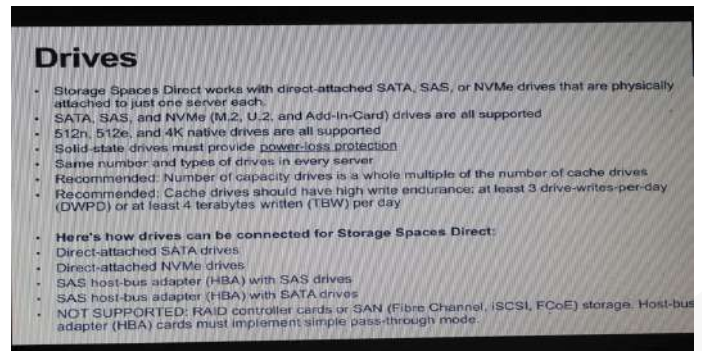 Drives
• Storage Spaces Direct works with direct-attached SATA, SAS, or NVMe drives that are physically
attached to just one server each.
• SATA, SAS, and NVMe (M.2, U.2, and Add-In-Card) drives are all supported
• 512n, 512e, and 4K native drives are all supported
• Solid-state drives must provide power-loss protection
• Same number and types of drives in every server
• Recommended: Number of capacity drives is a whole multiple of the number of cache drives
• Recommended: Cache drives should have high write endurance: at least 3 drive-writes-per-day
(DWPD) or at least 4 terabytes written (TBW) per day
• Here's how drives can be connected for Storage Spaces Direct:
• Direct-attached SATA drives
• Direct-attached NVMe drives
• SAS host-bus adapter (HBA) with SAS drives
• SAS host-bus adapter (HBA) with SATA drives
• NOT SUPPORTED: RAID controller cards or SAN (Fibre Channel, iSCSI, FCoE) storage. Host-bus
adapter (HBA) cards must implement simple pass-through mode.